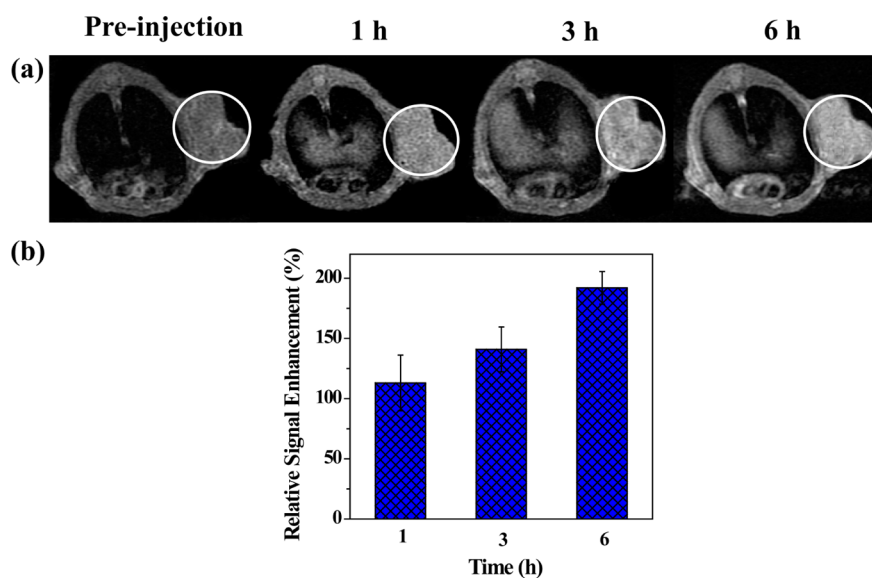 Pre-injection 1 h 3 h 6 h
(a)
(b)
Relative Signal Enhancement (%)
200
150
100
50
0
1 3 6
Time (h)